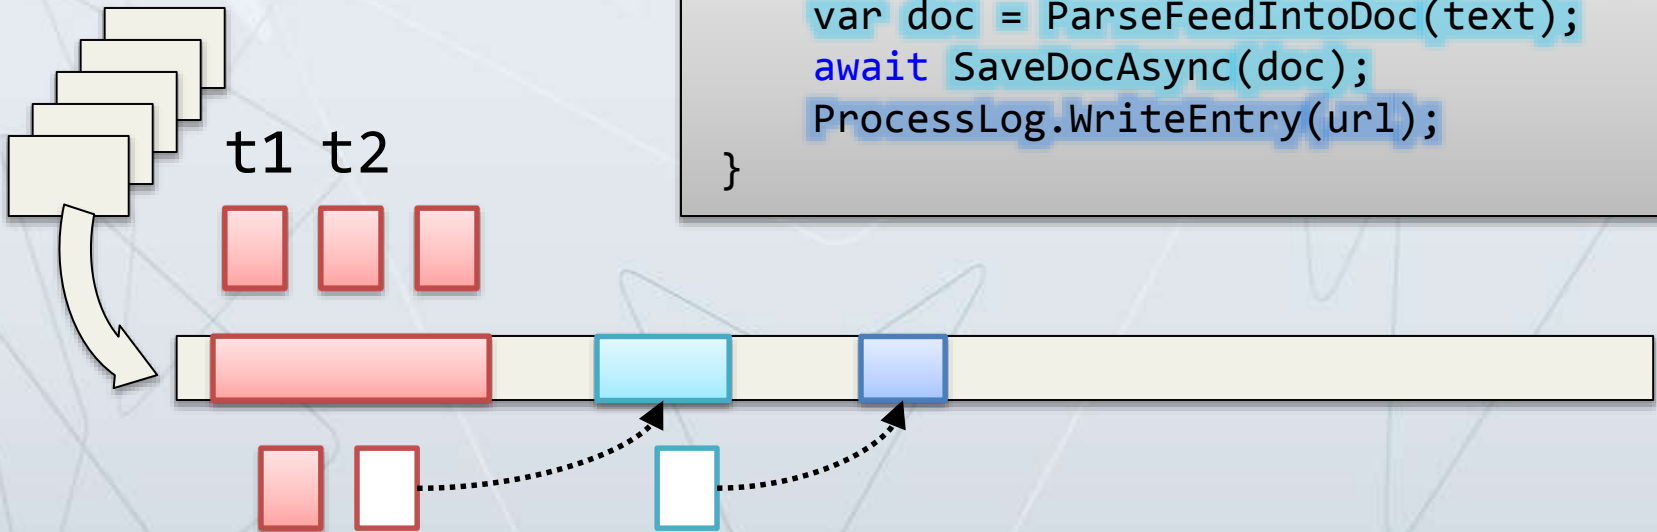 var doc = ParseFeedIntoDoc(text);
await SaveDocAsync(doc);
ProcessLog.WriteEntry(url);
}
t1 t2